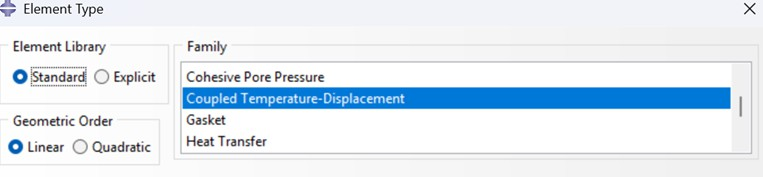 Element Type
Element Library
Standard Explicit
Geometric Order
Linear Quadratic
Family
Cohesive Pore Pressure
Coupled Temperature-Displacement
Gasket
Heat Transfer